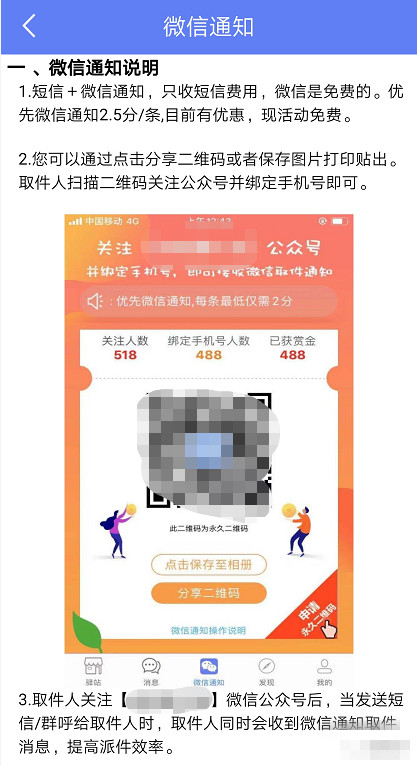 微信通知
一 、微信通知说明
1.短信＋微信通知，只收短信费用，微信是免费的。优
先微信通知2.5分/条,目前有优惠，现活动免费。
2.您可以通过点击分享二维码或者保存图片打印贴出。
取件人扫描二维码关注公众号并绑定手机号即可。
中国移动 4G
关注 公众号
并绑定手机号，即可接收微信取件通知
：优先微信通知,每条最低仅需2分
关注人数 绑定手机号人数 已获赏金
518 488 488
此二维码为永久二维码
点击保存至相册
分享二维码
申请
永久二维码
微信通知操作说明
驿站 消息 微信通知 发现 我的
3.取件人关注【 】微信公众号后，当发送短
信/群呼给取件人时，取件人同时会收到微信通知取件
消息，提高派件效率。